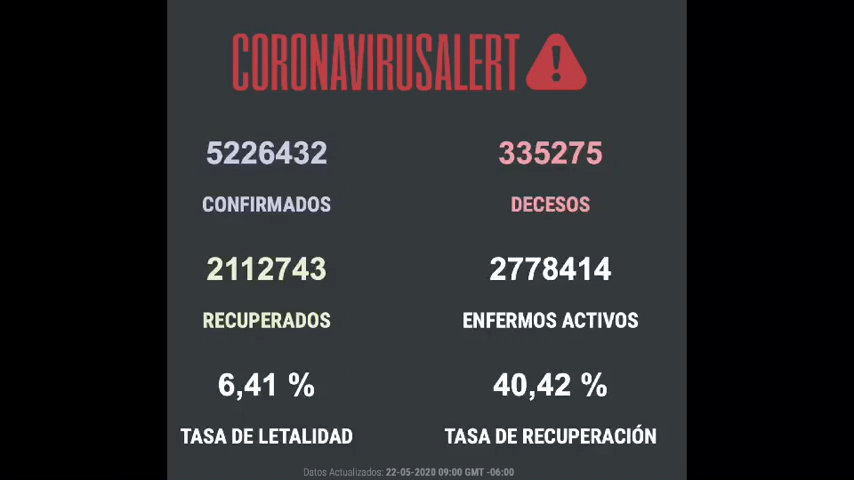 CORONAVIRUSALERT
5226432 335275
CONFIRMADOS DECESOS
2112743 2778414
RECUPERADOS ENFERMOS ACTIVOS
6,41 % 40,42 %
TASA DE LETALIDAD TASA DE RECUPERACIÓN
Datos Actualizados: 22-05-2020 09:00 GMT -06:00